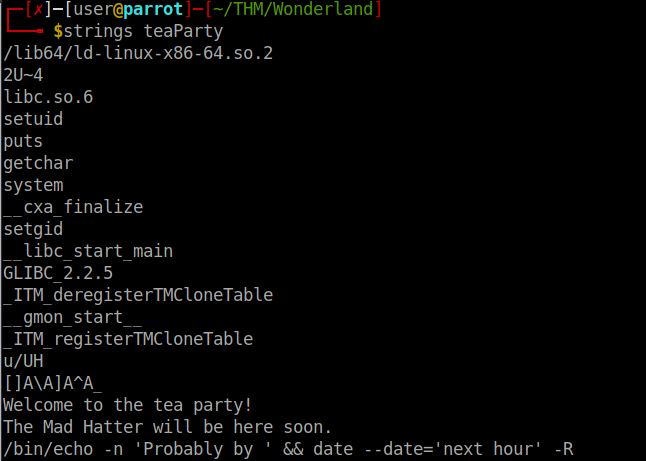 ┌─[✗]─[user@parrot]─[~/THM/Wonderland]
└──╼ $strings teaParty
/lib64/ld-linux-x86-64.so.2
2U~4
libc.so.6
setuid
puts
getchar
system
__cxa_finalize
setgid
__libc_start_main
GLIBC_2.2.5
_ITM_deregisterTMCloneTable
__gmon_start__
_ITM_registerTMCloneTable
u/UH
[]A\A]A^A_
Welcome to the tea party!
The Mad Hatter will be here soon.
/bin/echo -n 'Probably by ' && date --date='next hour' -R